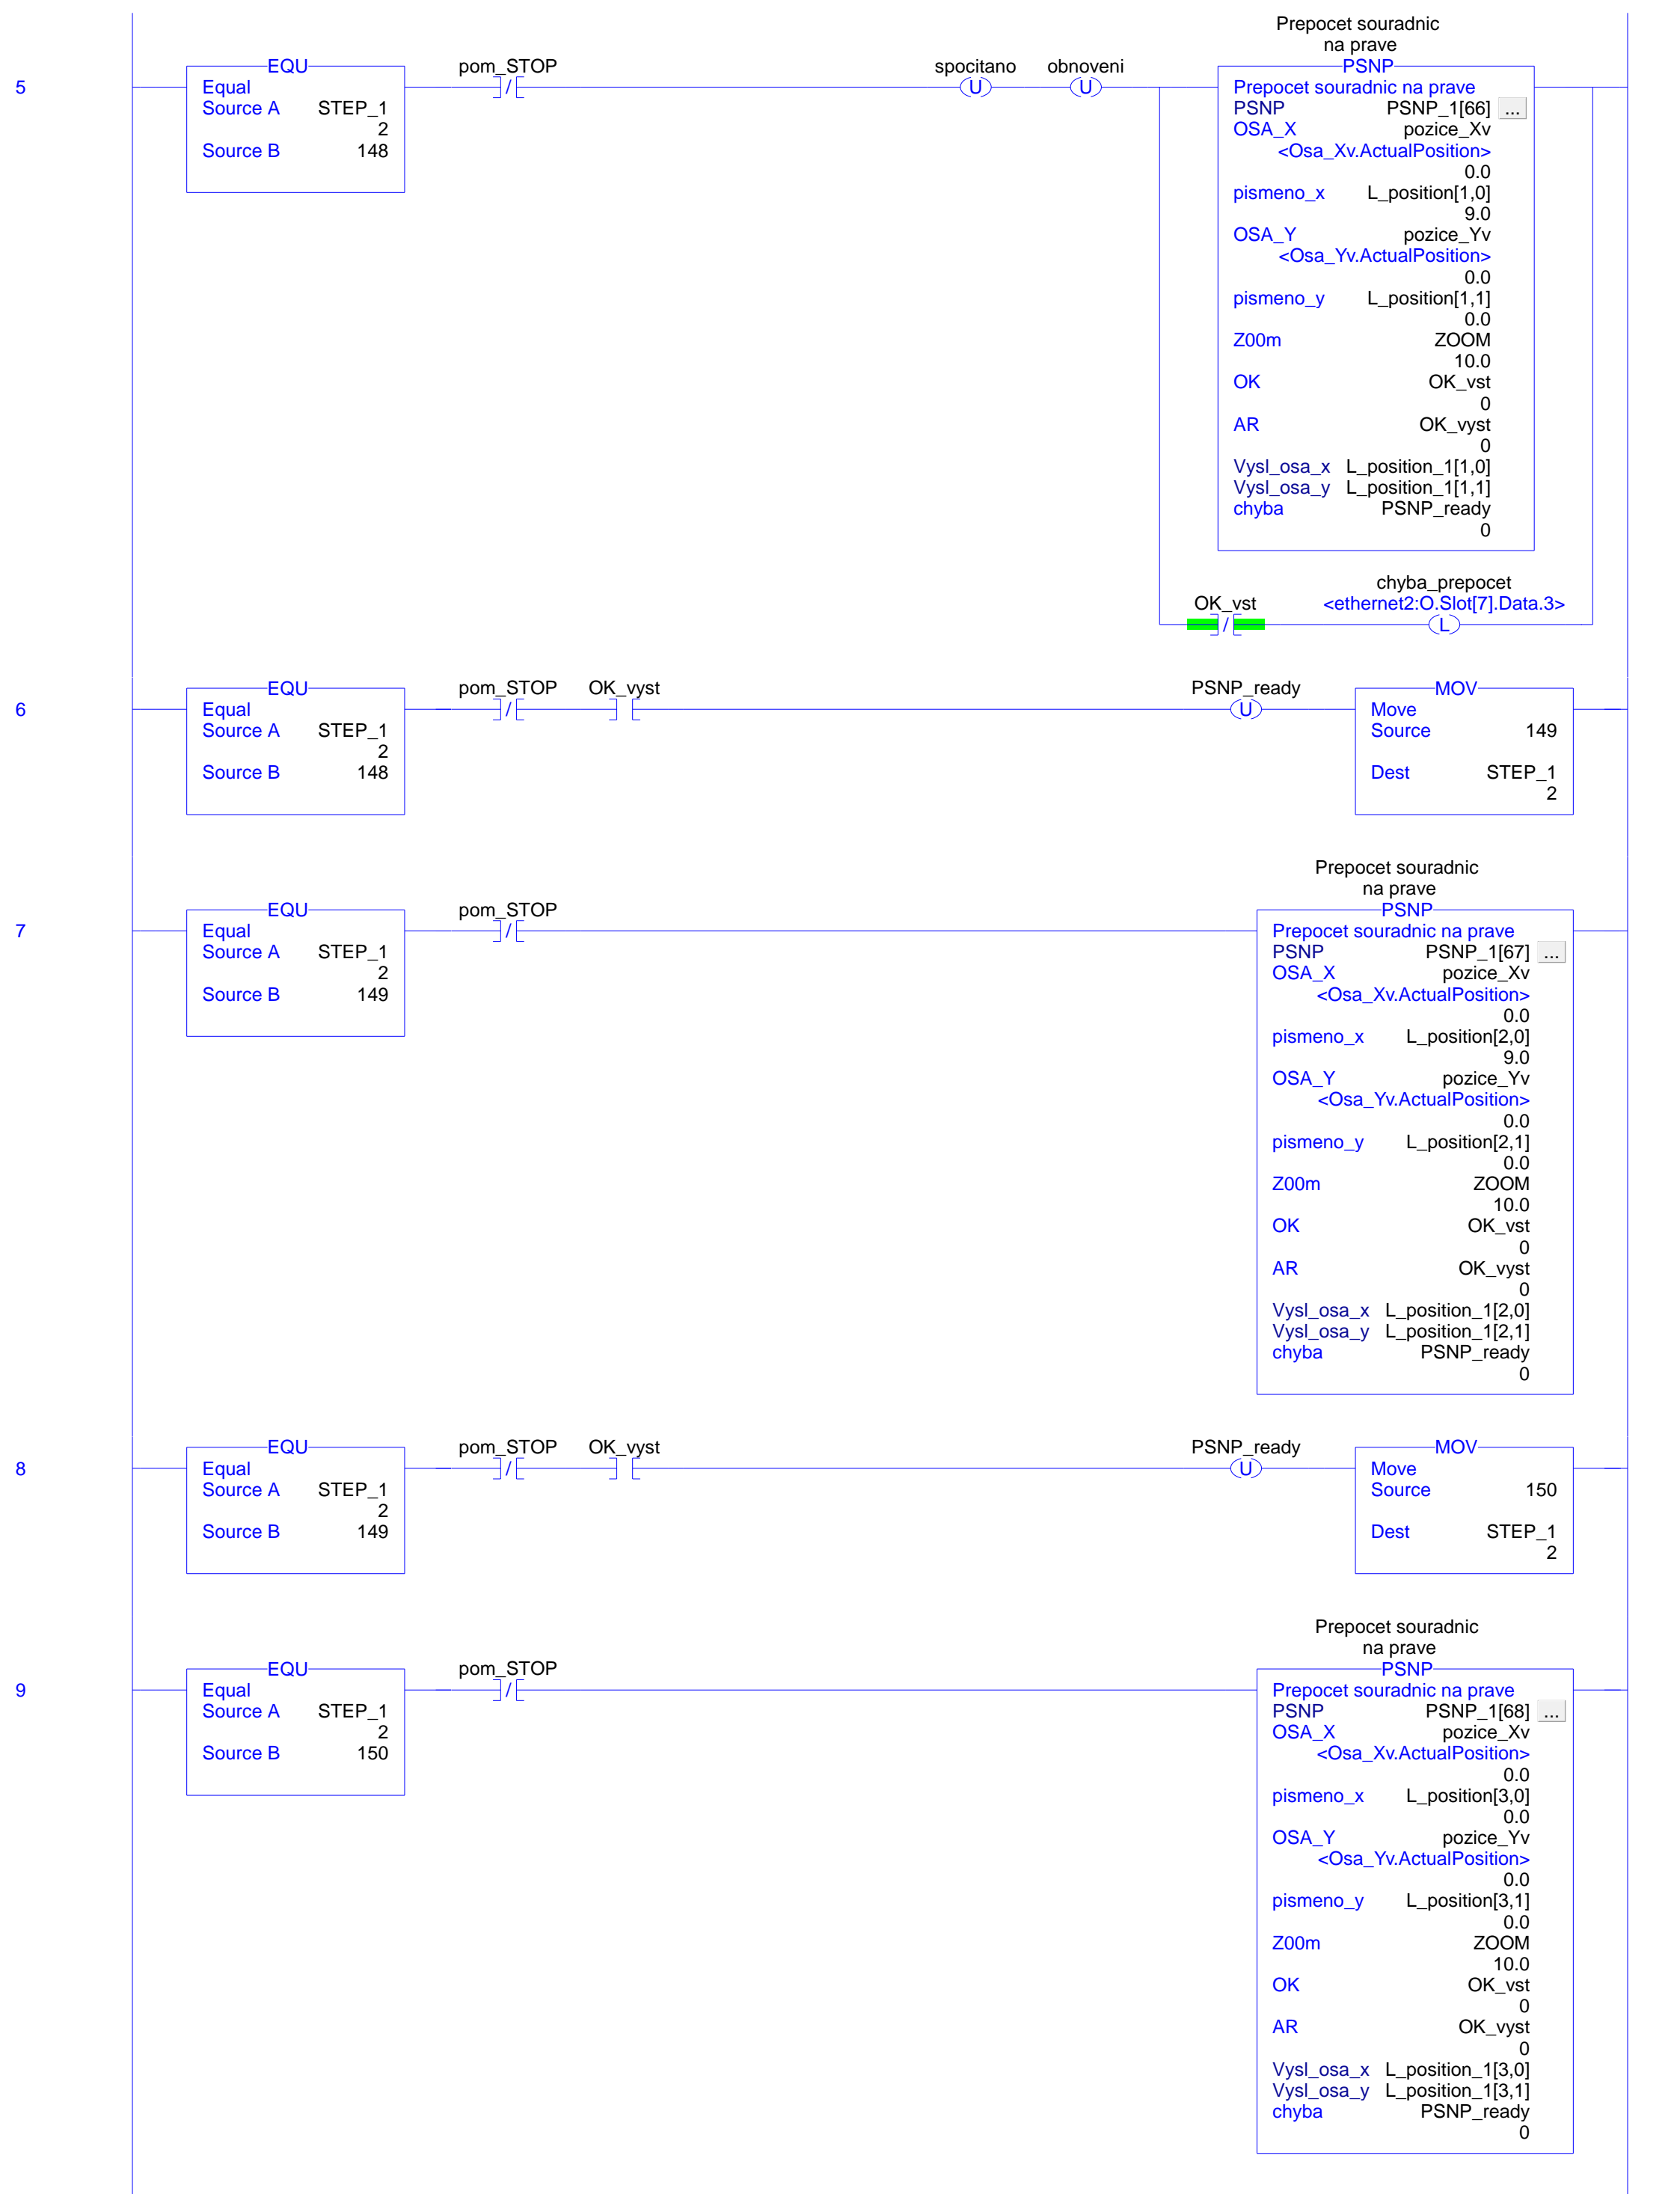 Prepocet souradnic
na prave
5
EQU
Equal
Source A STEP_1
2
Source B 148
pom_STOP
/
spocitano
U
obnoveni
U
PSNP
Prepocet souradnic na prave
PSNP PSNP_1[66] ...
OSA_X pozice_Xv
<Osa_Xv.ActualPosition>
0.0
pismeno_x L_position[1,0]
9.0
OSA_Y pozice_Yv
<Osa_Yv.ActualPosition>
0.0
pismeno_y L_position[1,1]
0.0
Z00m ZOOM
10.0
OK OK_vst
0
AR OK_vyst
0
Vysl_osa_x L_position_1[1,0]
Vysl_osa_y L_position_1[1,1]
chyba PSNP_ready
0
OK_vst
/
chyba_prepocet
<ethernet2:O.Slot[7].Data.3>
L
6
EQU
Equal
Source A STEP_1
2
Source B 148
pom_STOP
/
OK_vyst
PSNP_ready
U
MOV
Move
Source 149
Dest STEP_1
2
Prepocet souradnic
na prave
7
EQU
Equal
Source A STEP_1
2
Source B 149
pom_STOP
/
PSNP
Prepocet souradnic na prave
PSNP PSNP_1[67] ...
OSA_X pozice_Xv
<Osa_Xv.ActualPosition>
0.0
pismeno_x L_position[2,0]
9.0
OSA_Y pozice_Yv
<Osa_Yv.ActualPosition>
0.0
pismeno_y L_position[2,1]
0.0
Z00m ZOOM
10.0
OK OK_vst
0
AR OK_vyst
0
Vysl_osa_x L_position_1[2,0]
Vysl_osa_y L_position_1[2,1]
chyba PSNP_ready
0
8
EQU
Equal
Source A STEP_1
2
Source B 149
pom_STOP
/
OK_vyst
PSNP_ready
U
MOV
Move
Source 150
Dest STEP_1
2
Prepocet souradnic
na prave
9
EQU
Equal
Source A STEP_1
2
Source B 150
pom_STOP
/
PSNP
Prepocet souradnic na prave
PSNP PSNP_1[68] ...
OSA_X pozice_Xv
<Osa_Xv.ActualPosition>
0.0
pismeno_x L_position[3,0]
0.0
OSA_Y pozice_Yv
<Osa_Yv.ActualPosition>
0.0
pismeno_y L_position[3,1]
0.0
Z00m ZOOM
10.0
OK OK_vst
0
AR OK_vyst
0
Vysl_osa_x L_position_1[3,0]
Vysl_osa_y L_position_1[3,1]
chyba PSNP_ready
0